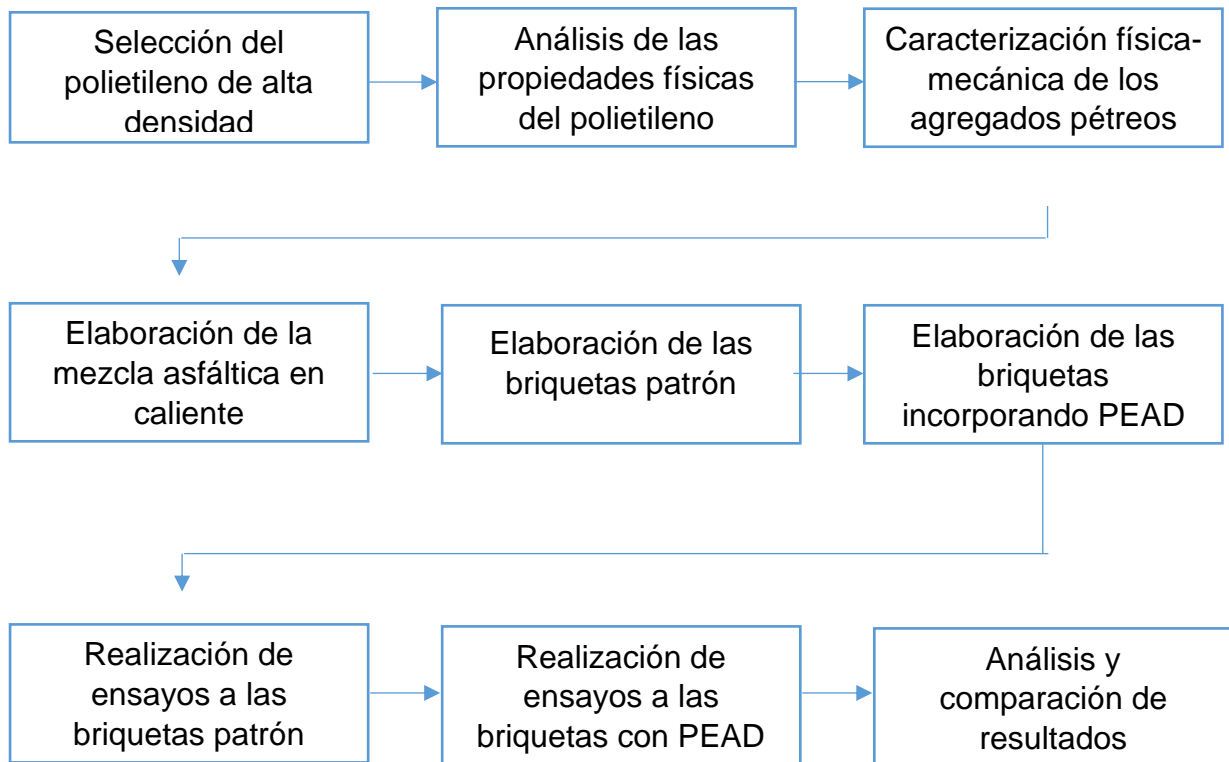 Selección del
polietileno de alta
densidad
Análisis de las
propiedades físicas
del polietileno
Caracterización física-
mecánica de los
agregados pétreos
Elaboración de la
mezcla asfáltica en
caliente
Elaboración de las
briquetas patrón
Elaboración de las
briquetas
incorporando PEAD
Realización de
ensayos a las
briquetas patrón
Realización de
ensayos a las
briquetas con PEAD
Análisis y
comparación de
resultados